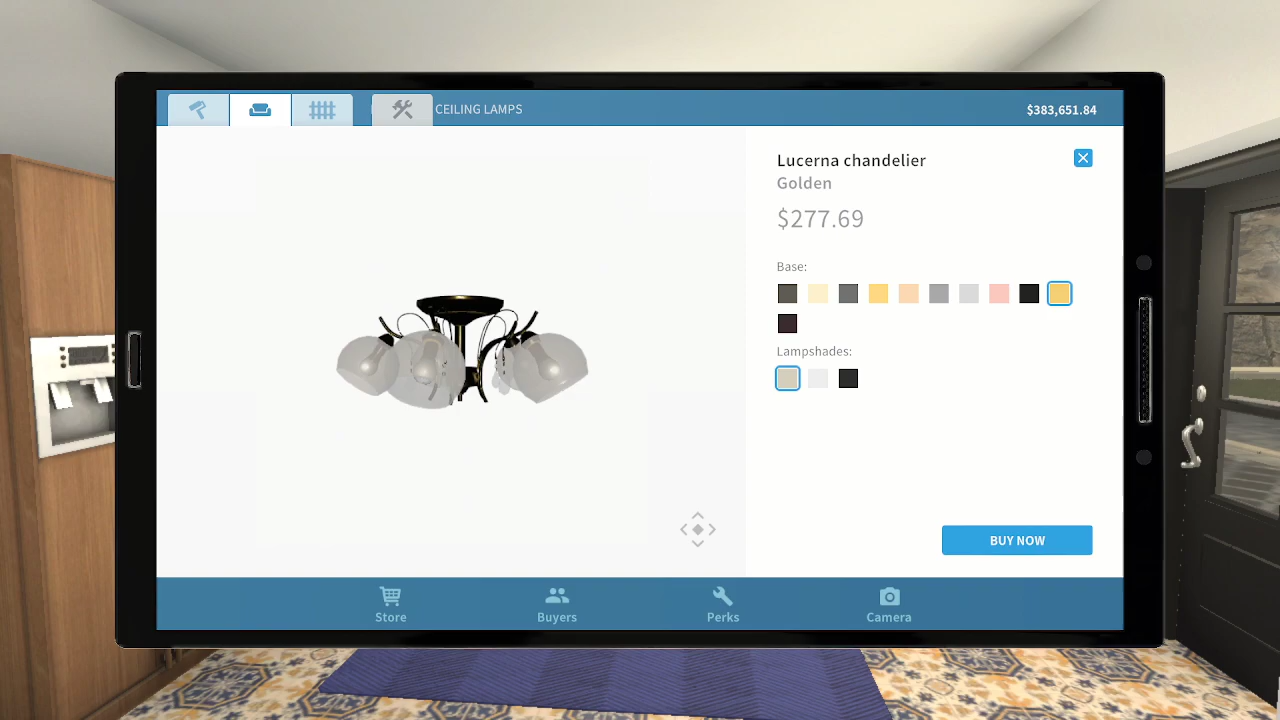 CEILING LAMPS
$383,651.84
Lucerna chandelier
Golden
$277.69
Base:
Lampshades:
BUY NOW
Store
Buyers
Perks
Camera